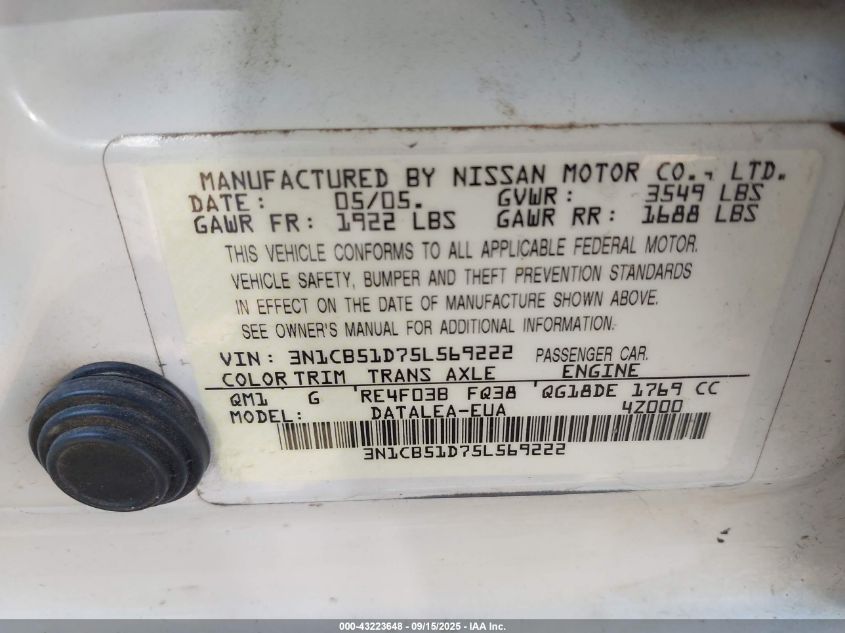 MANUFACTURED BY NISSAN MOTOR CO., LTD.
DATE: 05/05. GVWR: 3549 LBS
GAWR FR: 1922 LBS GAWR RR: 1688 LBS
THIS VEHICLE CONFORMS TO ALL APPLICABLE FEDERAL MOTOR.
VEHICLE SAFETY, BUMPER AND THEFT PREVENTION STANDARDS
IN EFFECT ON THE DATE OF MANUFACTURE SHOWN ABOVE.
SEE OWNER'S MANUAL FOR ADDITIONAL INFORMATION.
VIN: 3N1CB51D75L569222 PASSENGER CAR.
COLOR TRIM TRANS AXLE ENGINE
QM1 G RE4F03B FQ38 QG18DE 1769 CC
MODEL: DATALEA-EUA 4Z000
3N1CB51D75L569222
000-43223648 - 09/15/2025 - IAA Inc.